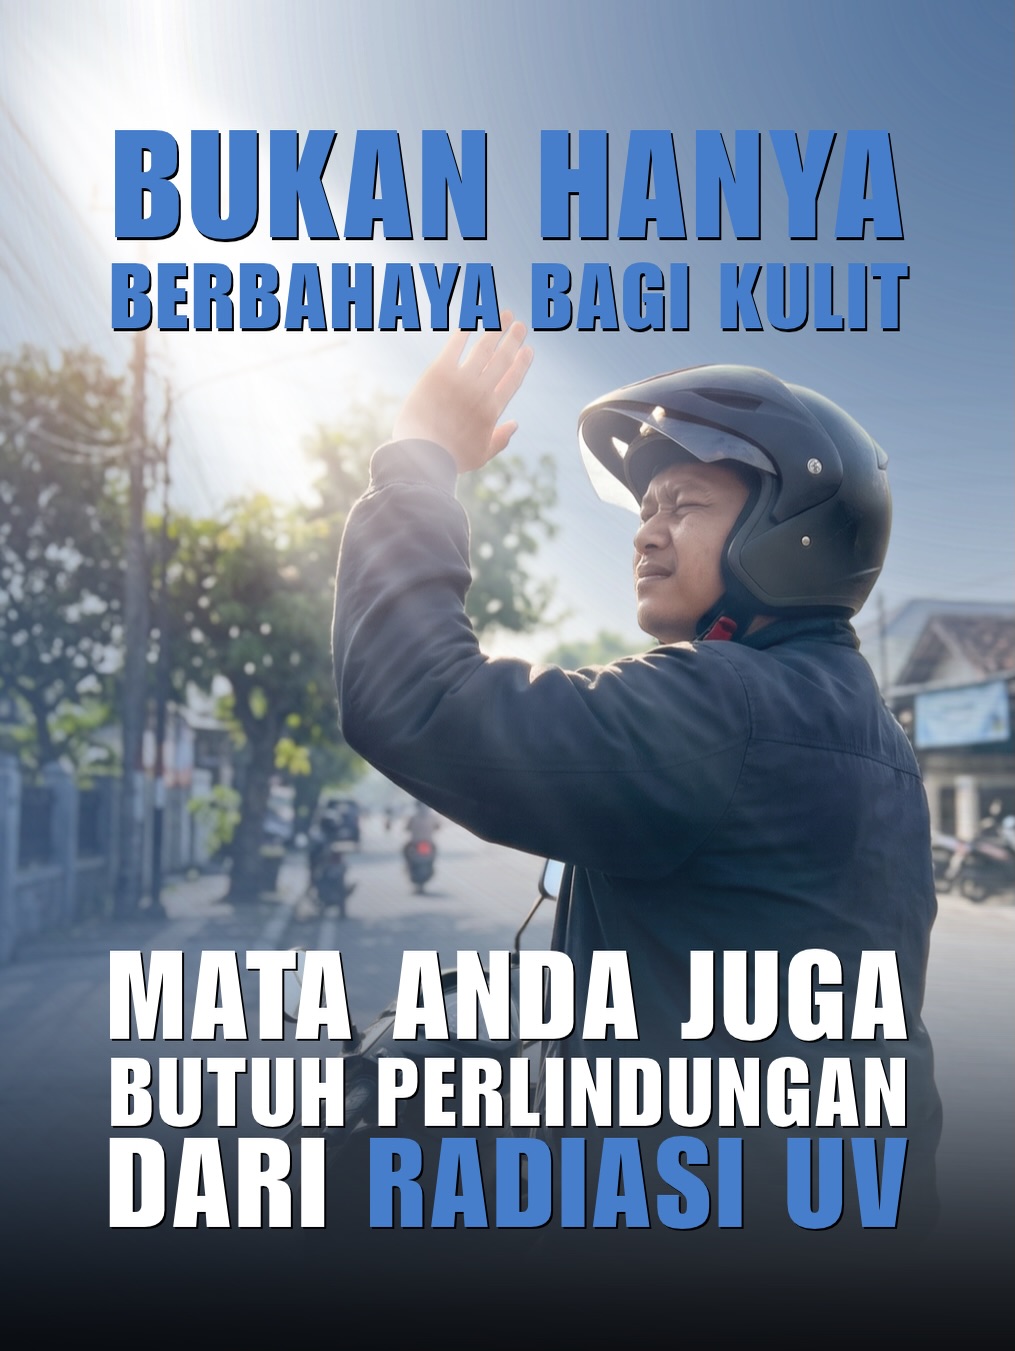 BUKAN HANYA
BERBAHAYA BAGI KULIT
MATA ANDA JUGA
BUTUH PERLINDUNGAN
DARI RADIASI UV